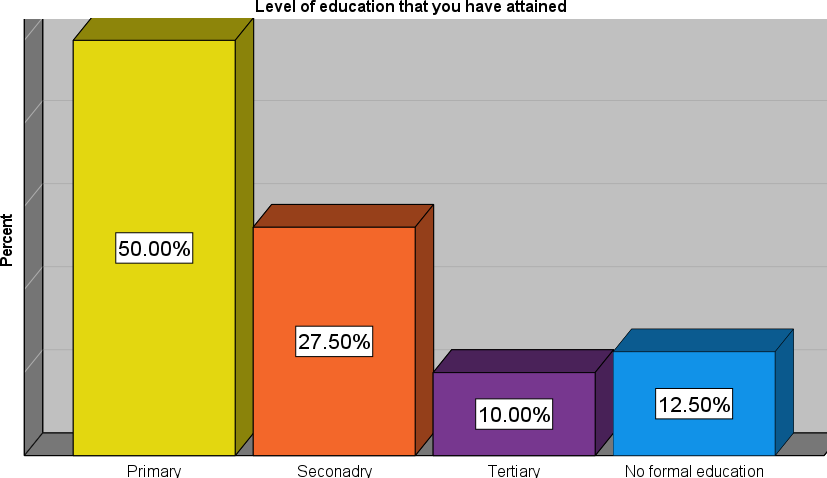 Level of education that you have attained
Percent
50.00%
27.50%
10.00%
12.50%
Primary
Seconadry
Tertiary
No formal education